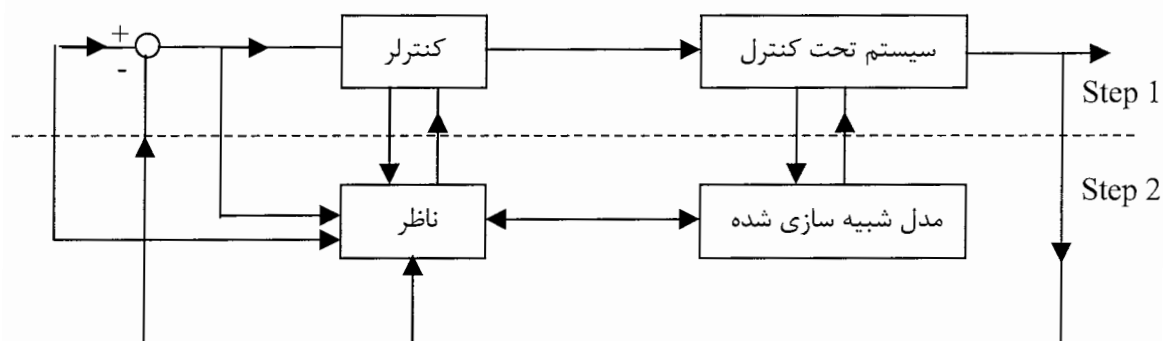 +
-
کنترلر
سیستم تحت کنترل
Step 1
Step 2
ناظر
مدل شبیه سازی شده